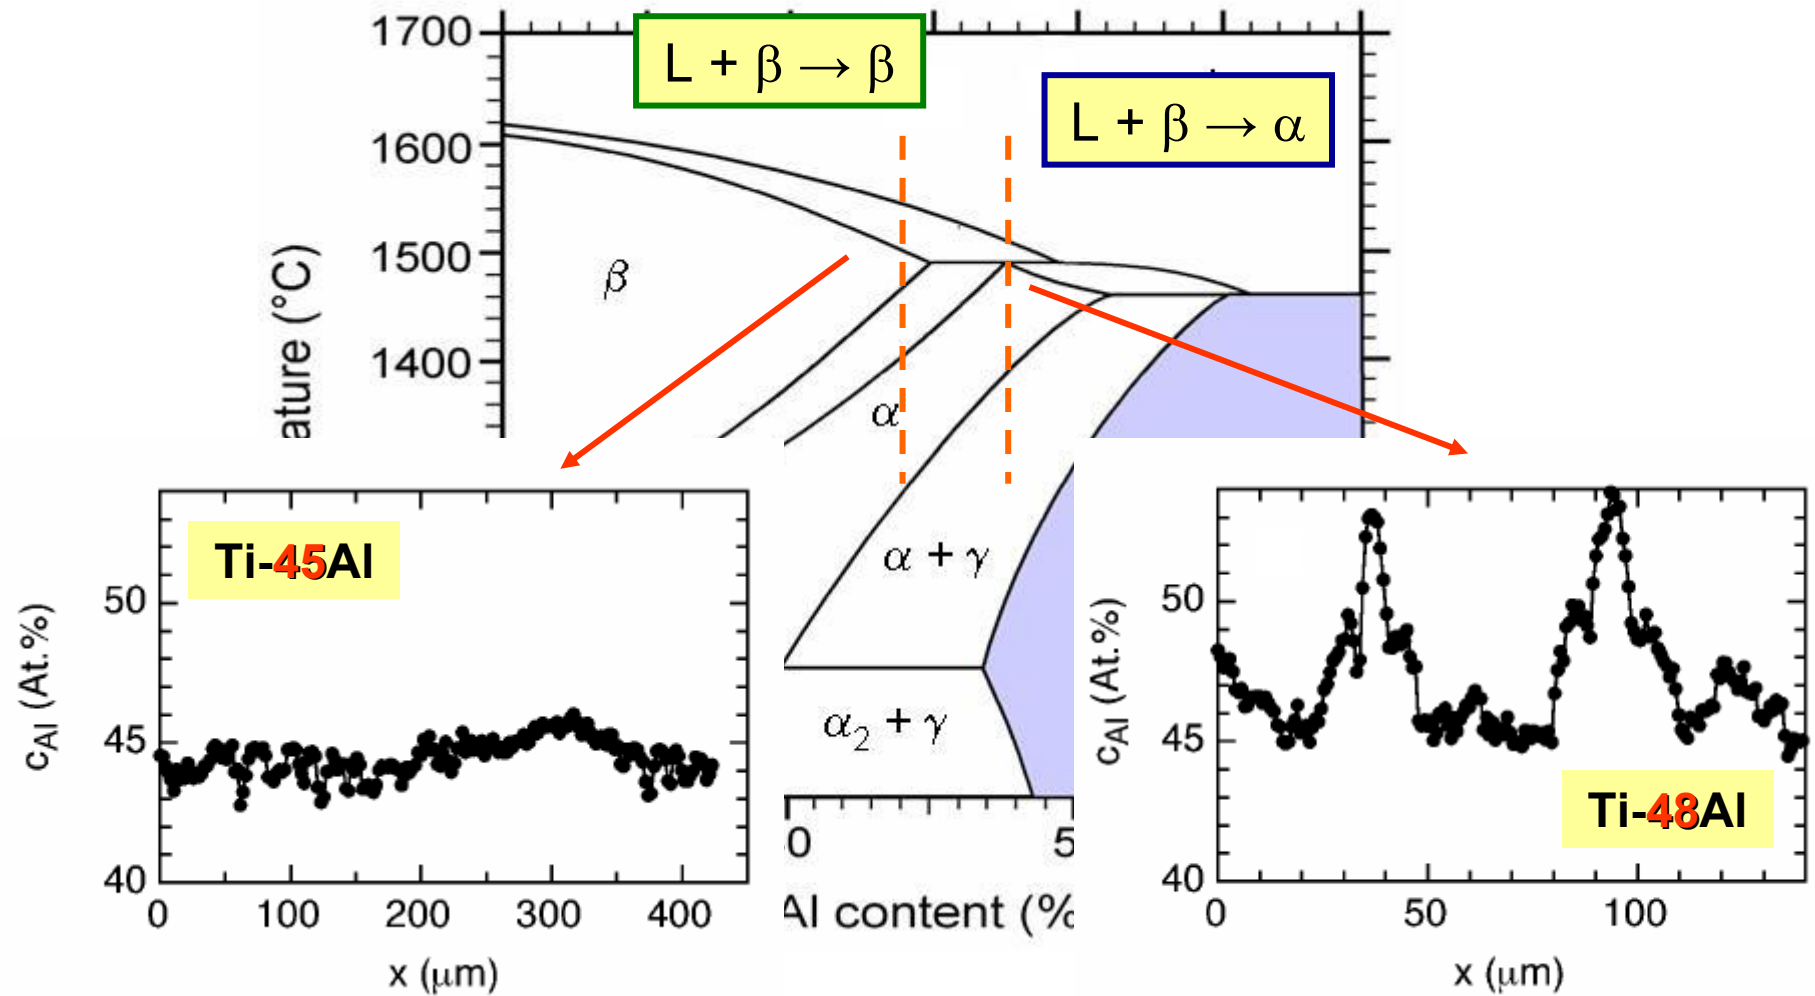 1700
L + β → β
L + β → α
1600
1500
1400
ature (°C)
β
α
α + γ
α₂ + γ
0
5
Al content (%
Ti-45Al
50
45
40
0 100 200 300 400
x (μm)
cAl (At.%)
Ti-48Al
50
45
40
0 50 100
x (μm)
cAl (At.%)